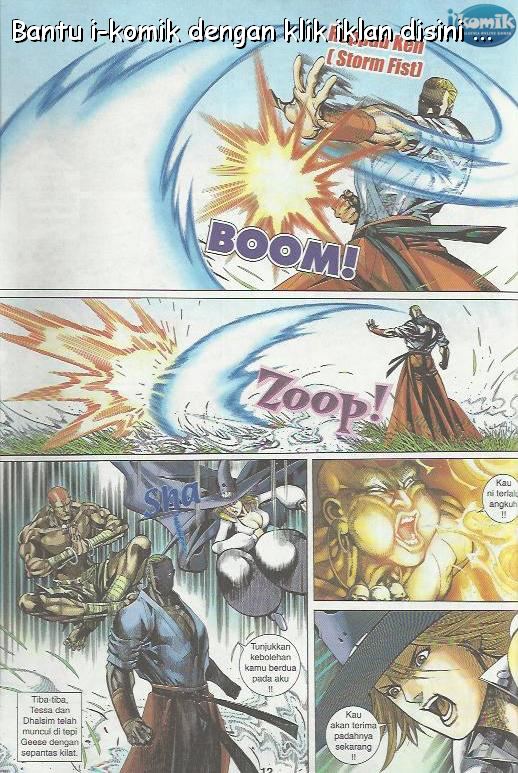 Bantu i-komik dengan klik iklan disini ...
i komik
Reppuu Ken
( Storm Fist)
BOOM!
Zoop!
sha
Kau
ni terlalu
angkuh
!!
Tunjukkan
kebolehan
kamu berdua
pada aku
!!
Tiba-tiba,
Tessa dan
Dhalsim telah
muncul di tepi
Geese dengan
sepantas kilat.
Kau
akan terima
padahnya
sekarang
!!
12